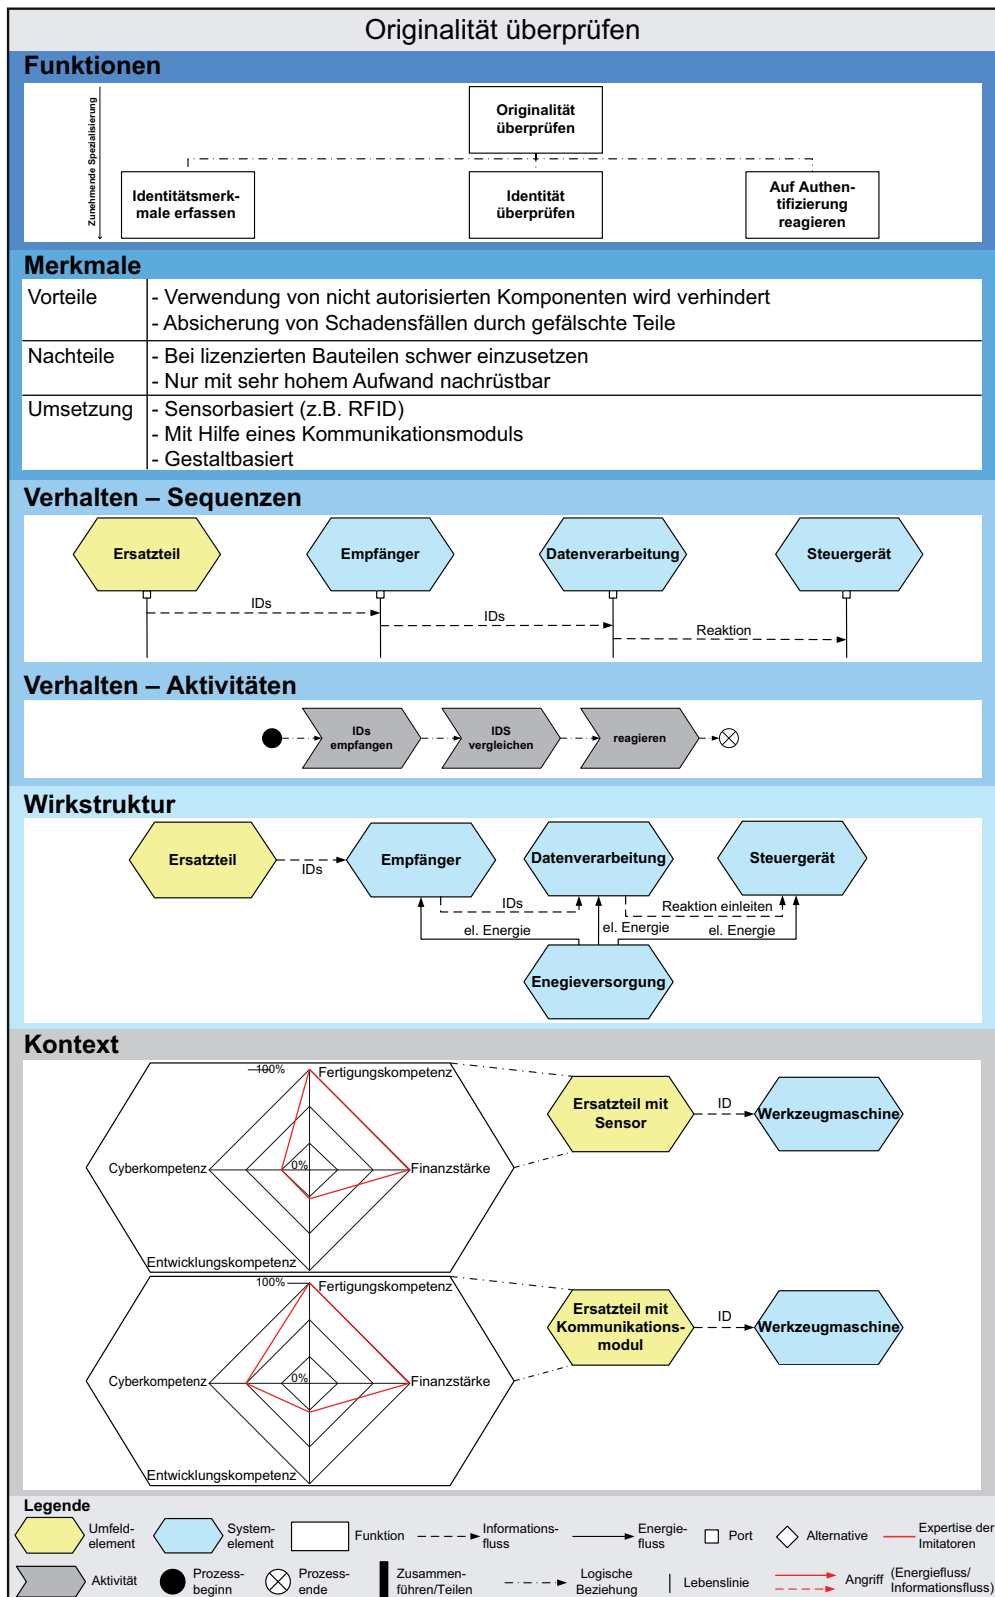 Originalität überprüfen
Funktionen
Zunehmende Spezialisierung
Originalität
überprüfen
Identitätsmerk-
male erfassen
Identität
überprüfen
Auf Authen-
tifizierung
reagieren
Merkmale
Vorteile
- Verwendung von nicht autorisierten Komponenten wird verhindert
- Absicherung von Schadensfällen durch gefälschte Teile
Nachteile
- Bei lizenzierten Bauteilen schwer einzusetzen
- Nur mit sehr hohem Aufwand nachrüstbar
Umsetzung
- Sensorbasiert (z.B. RFID)
- Mit Hilfe eines Kommunikationsmoduls
- Gestaltbasiert
Verhalten – Sequenzen
Ersatzteil
Empfänger
Datenverarbeitung
Steuergerät
IDs
IDs
Reaktion
Verhalten – Aktivitäten
IDs
empfangen
IDS
vergleichen
reagieren
Wirkstruktur
Ersatzteil
IDs
Empfänger
Datenverarbeitung
Steuergerät
IDs
Reaktion einleiten
el. Energie
el. Energie
el. Energie
Enegieversorgung
Kontext
100%
Fertigungskompetenz
Cyberkompetenz
0%
Finanzstärke
Entwicklungskompetenz
Ersatzteil mit
Sensor
ID
Werkzeugmaschine
100%
Fertigungskompetenz
Cyberkompetenz
0%
Finanzstärke
Entwicklungskompetenz
Ersatzteil mit
Kommunikations-
modul
ID
Werkzeugmaschine
Legende
Umfeld-
element
System-
element
Funktion
Informations-
fluss
Energie-
fluss
Port
Alternative
Expertise der
Imitatoren
Aktivität
Prozess-
beginn
Prozess-
ende
Zusammen-
führen/Teilen
Logische
Beziehung
Lebenslinie
Angriff
(Energiefluss/
Informationsfluss)